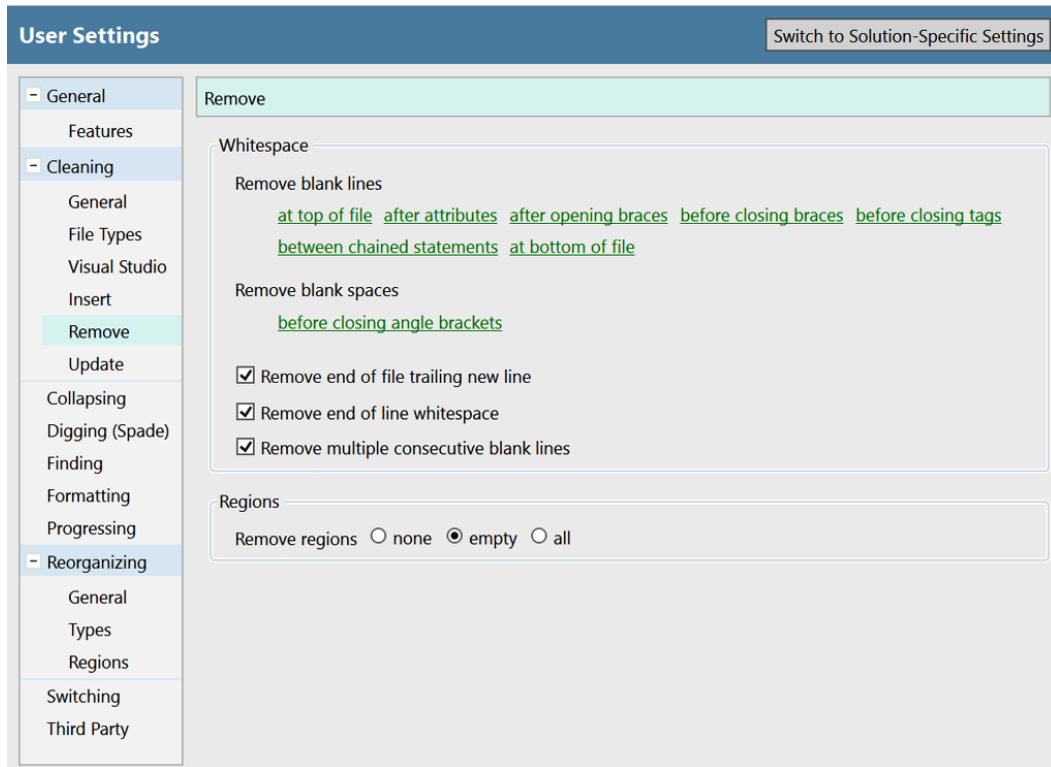 User Settings
Switch to Solution-Specific Settings
General
Features
Cleaning
General
File Types
Visual Studio
Insert
Remove
Update
Collapsing
Digging (Spade)
Finding
Formatting
Progressing
Reorganizing
General
Types
Regions
Switching
Third Party
Remove
Whitespace
Remove blank lines
at top of file after attributes after opening braces before closing braces before closing tags
between chained statements at bottom of file
Remove blank spaces
before closing angle brackets
Remove end of file trailing new line
Remove end of line whitespace
Remove multiple consecutive blank lines
Regions
Remove regions none empty all